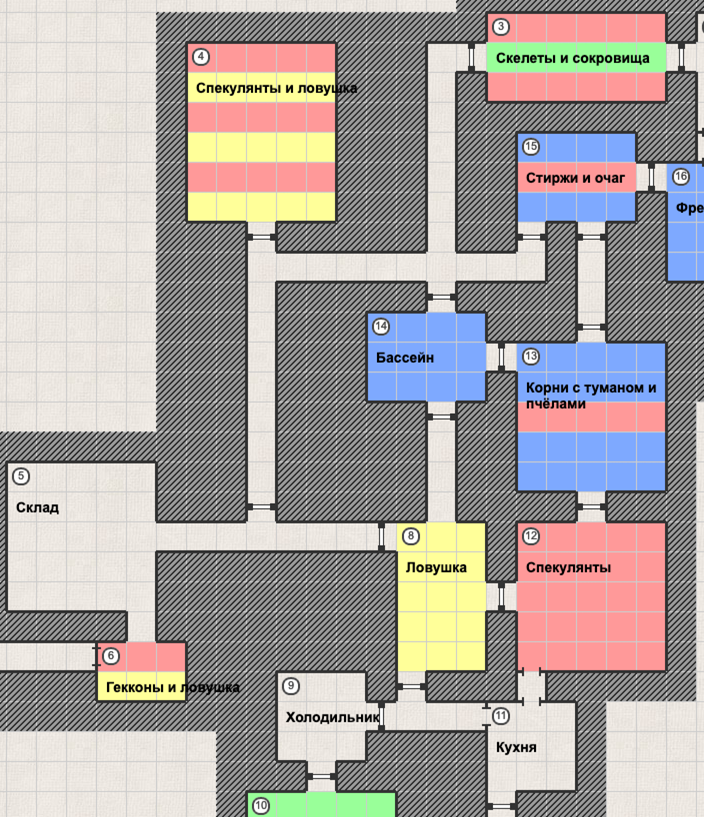 3
Скелеты и сокровища
4
Спекулянты и ловушка
15
Стиржи и очаг
16
Фре
14
Бассейн
13
Корни с туманом и
пчёлами
5
Склад
8
Ловушка
12
Спекулянты
6
Гекконы и ловушка
9
Холодильник
11
Кухня
10